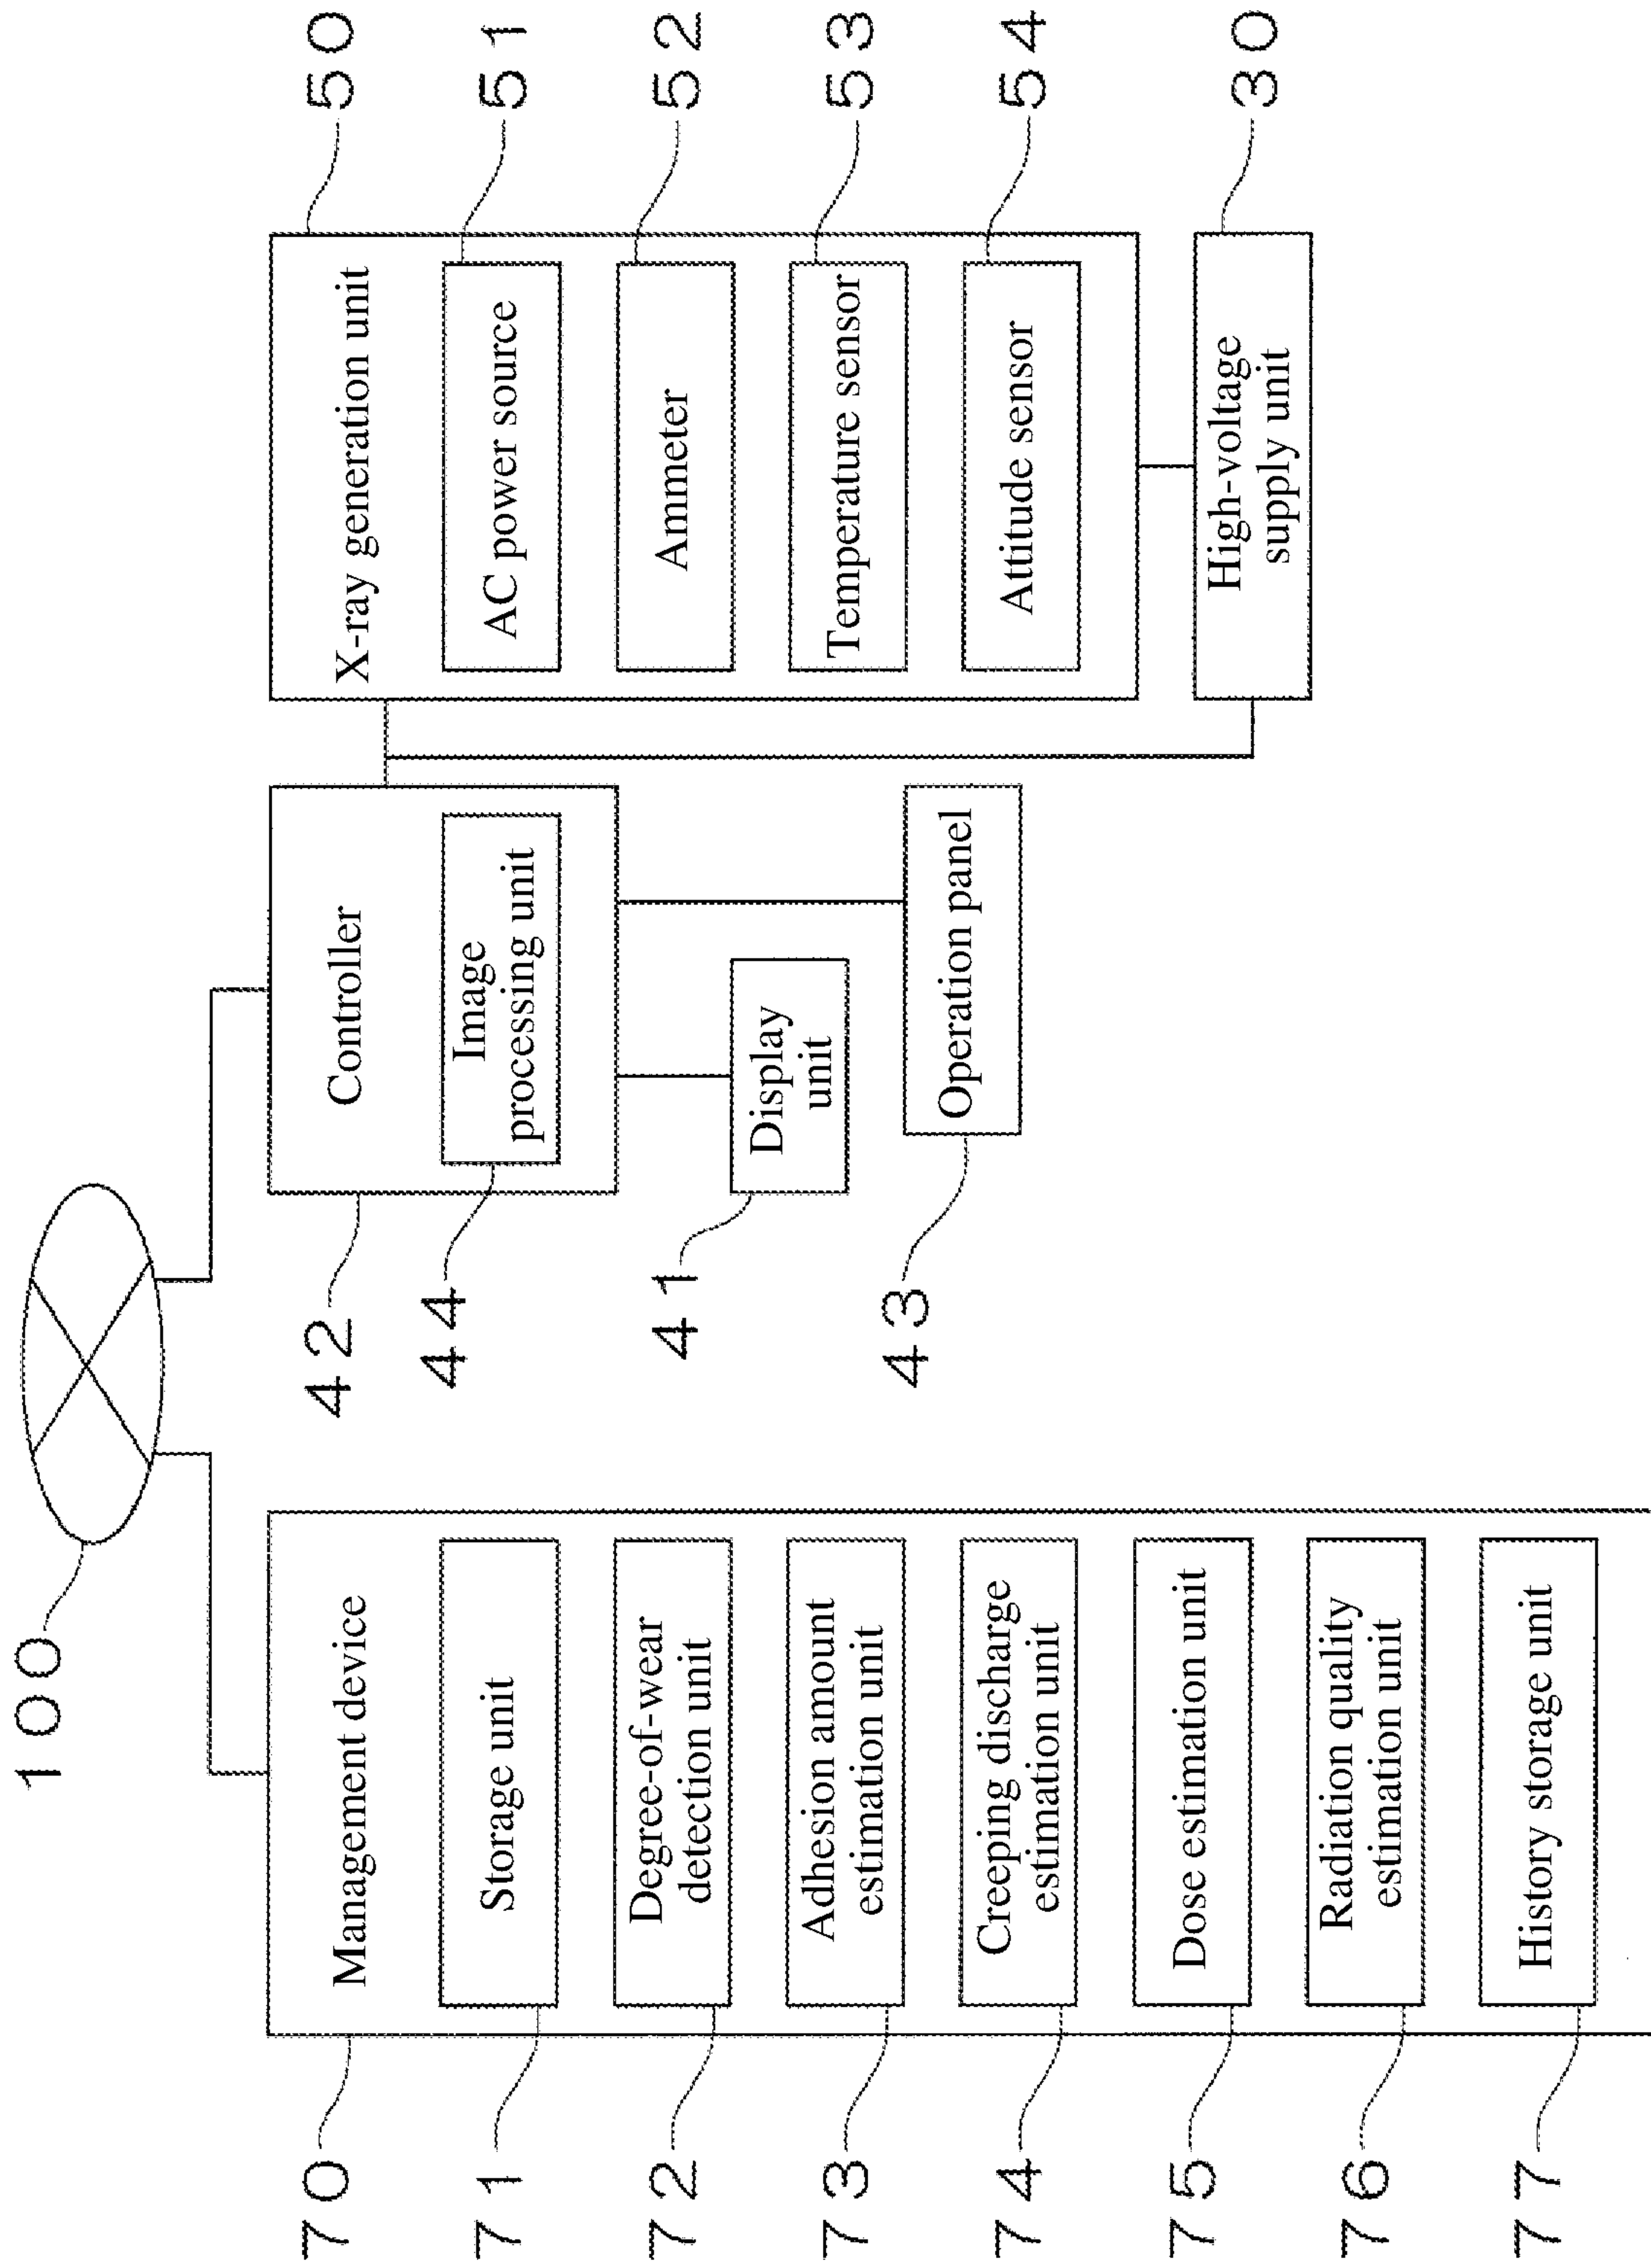 100
70
Management device
71
Storage unit
72
Degree-of-wear
detection unit
73
Adhesion amount
estimation unit
74
Creeping discharge
estimation unit
75
Dose estimation unit
76
Radiation quality
estimation unit
77
History storage unit
42
Controller
44
Image
processing unit
41
Display
unit
43
Operation panel
50
X-ray generation unit
51
AC power source
52
Ammeter
53
Temperature sensor
54
Attitude sensor
30
High-voltage
supply unit